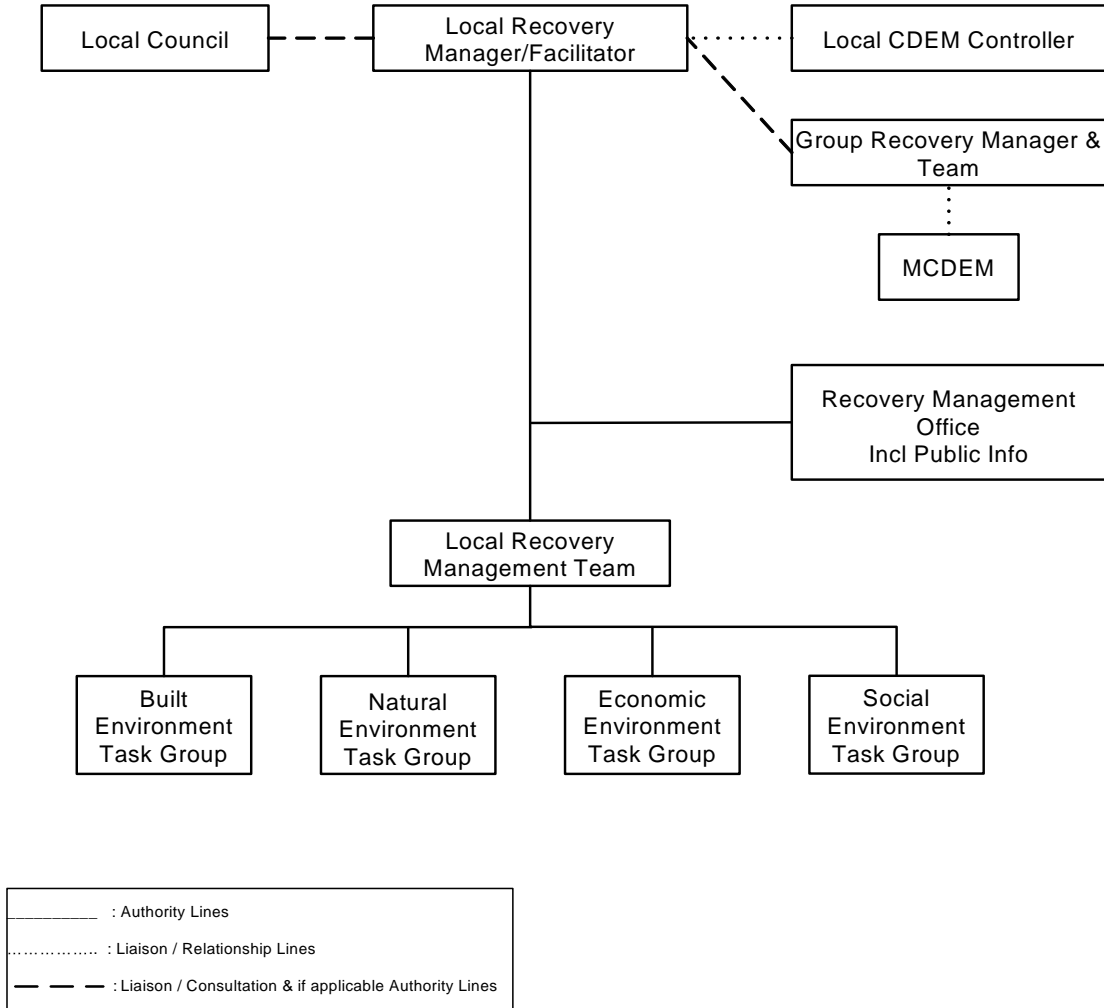 Local Council
Local Recovery
Manager/Facilitator
Local CDEM Controller
Group Recovery Manager &
Team
MCDEM
Recovery Management
Office
Incl Public Info
Local Recovery
Management Team
Built
Environment
Task Group
Natural
Environment
Task Group
Economic
Environment
Task Group
Social
Environment
Task Group
__________ : Authority Lines
…………….. : Liaison / Relationship Lines
— — — — : Liaison / Consultation & if applicable Authority Lines